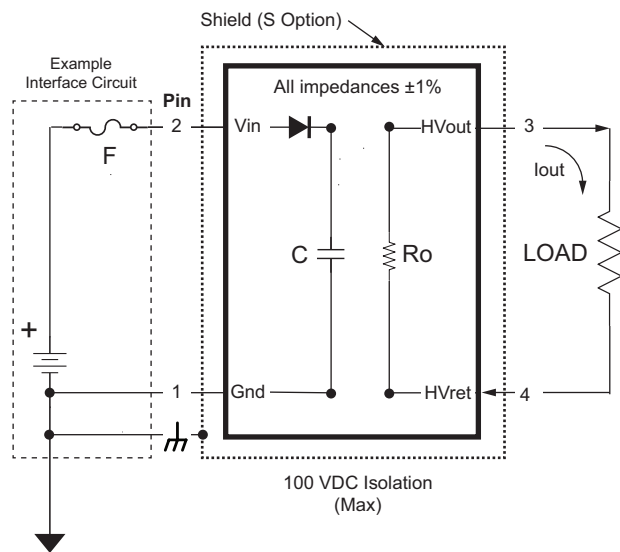 Shield (S Option)
Example
Interface Circuit
All impedances ±1%
Pin
2
Vin
HVout
3
F
Iout
C
Ro
LOAD
+
1
Gnd
HVret
4
100 VDC Isolation
(Max)